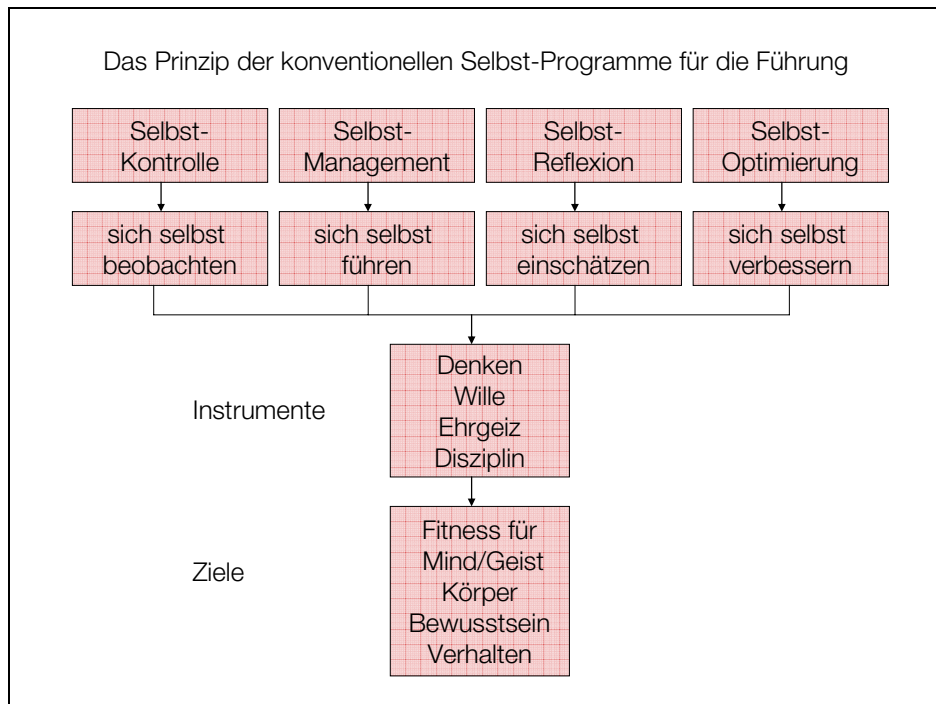 Das Prinzip der konventionellen Selbst-Programme für die Führung
Selbst-
Kontrolle
Selbst-
Management
Selbst-
Reflexion
Selbst-
Optimierung
sich selbst
beobachten
sich selbst
führen
sich selbst
einschätzen
sich selbst
verbessern
Instrumente
Denken
Wille
Ehrgeiz
Disziplin
Ziele
Fitness für
Mind/Geist
Körper
Bewusstsein
Verhalten